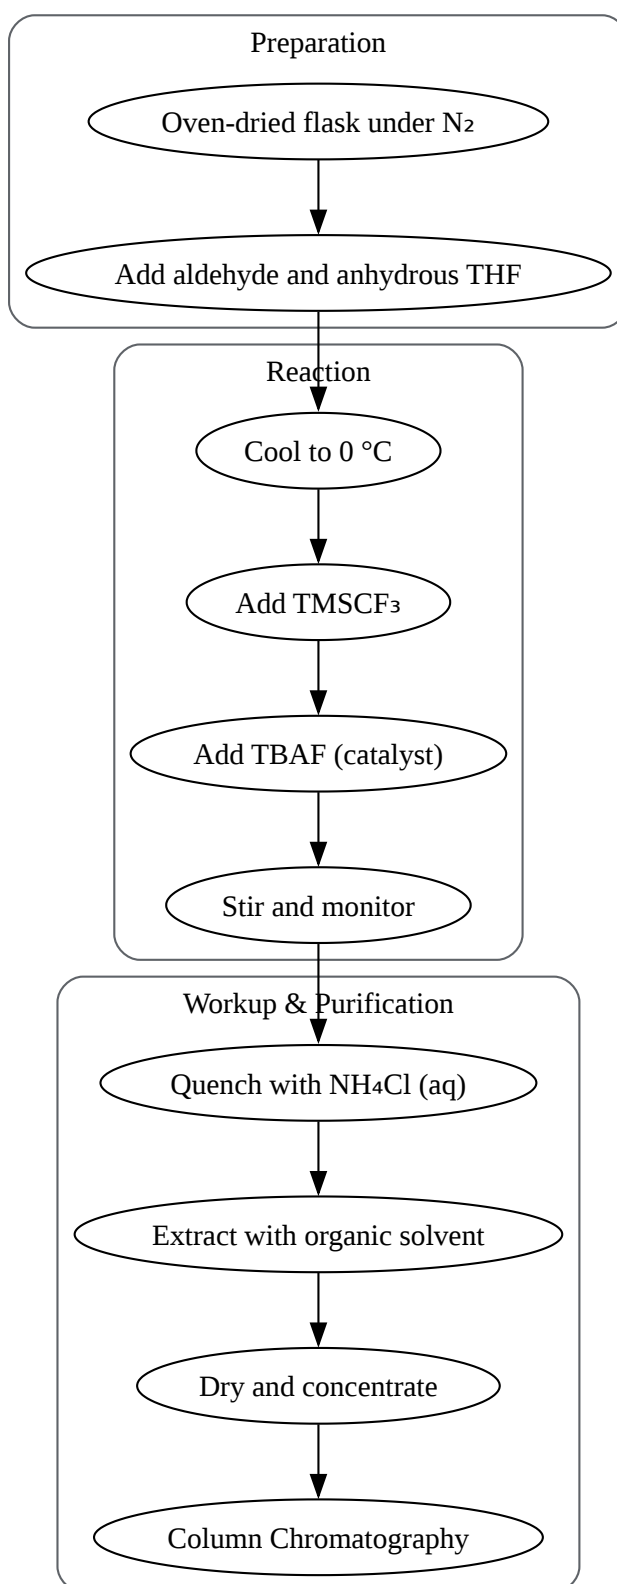 Preparation
Oven-dried flask under N₂
Add aldehyde and anhydrous THF
Reaction
Cool to 0 °C
Add TMSCF₃
Add TBAF (catalyst)
Stir and monitor
Workup & Purification
Quench with NH₄Cl (aq)
Extract with organic solvent
Dry and concentrate
Column Chromatography